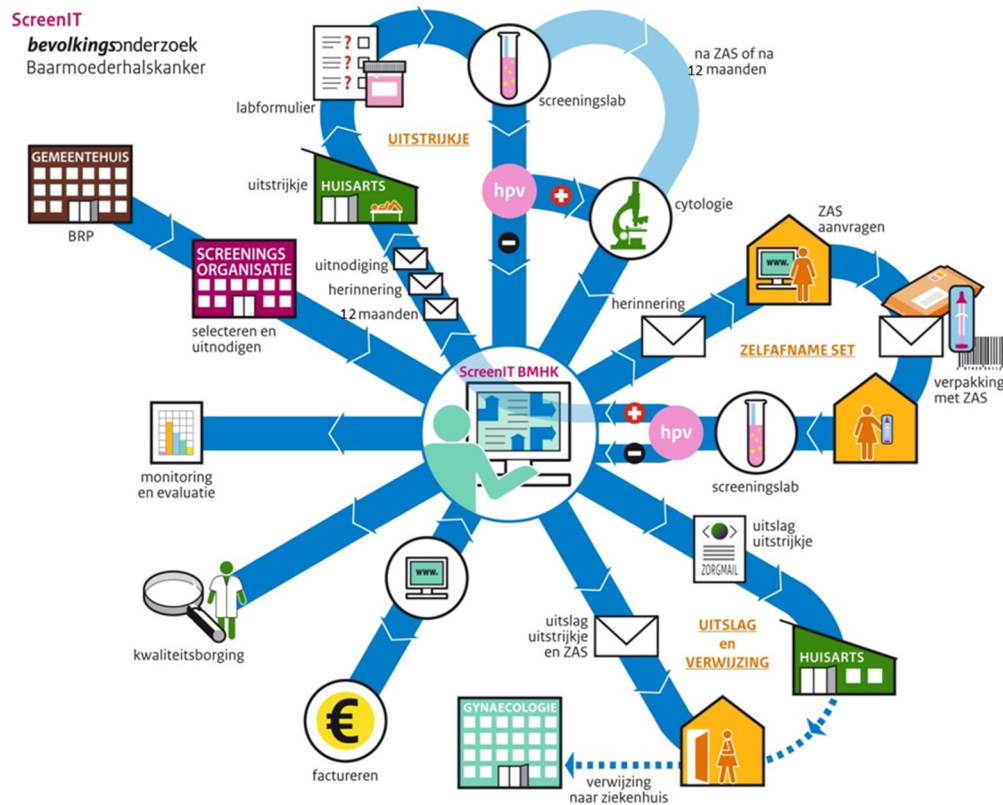 ScreenIT
bevolkingsonderzoek
Baarmoederhalskanker
labformulier
screeningslab
na ZAS of na
12 maanden
UITSTRIJKJE
GEMEENTEHUIS
BRP
uitstrijkje
HUISARTS
hpv
cytologie
SCREENINGS
ORGANISATIE
selecteren en
uitnodigen
uitnodiging
herinnering
12 maanden
ZAS
aanvragen
www.
herinnering
ZELFAFNAME SET
verpakking
met ZAS
ScreenIT BMHK
hpv
screeningslab
monitoring
en evaluatie
uitslag
uitstrijkje
ZORGMAIL
www.
kwaliteitsborging
uitslag
uitstrijkje
en ZAS
UITSLAG
en
VERWIJZING
HUISARTS
€
factureren
GYNAECOLOGIE
verwijzing
naar ziekenhuis